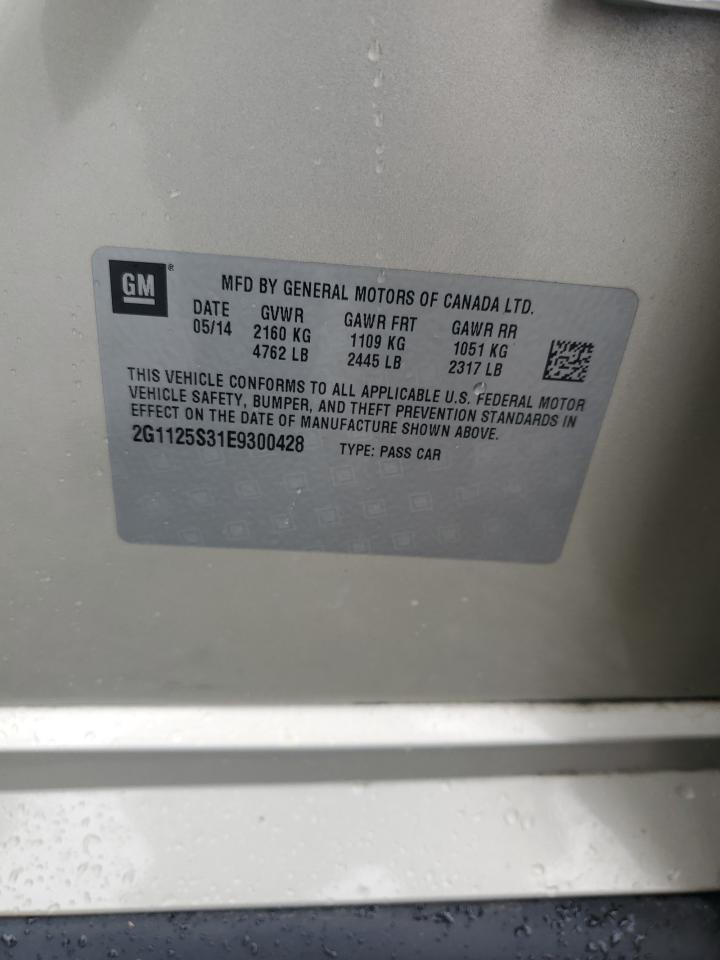 GM®
MFD BY GENERAL MOTORS OF CANADA LTD.
DATE GVWR GAWR FRT GAWR RR
05/14 2160 KG 1109 KG 1051 KG
4762 LB 2445 LB 2317 LB
THIS VEHICLE CONFORMS TO ALL APPLICABLE U.S. FEDERAL MOTOR
VEHICLE SAFETY, BUMPER, AND THEFT PREVENTION STANDARDS IN
EFFECT ON THE DATE OF MANUFACTURE SHOWN ABOVE.
2G1125S31E9300428 TYPE: PASS CAR